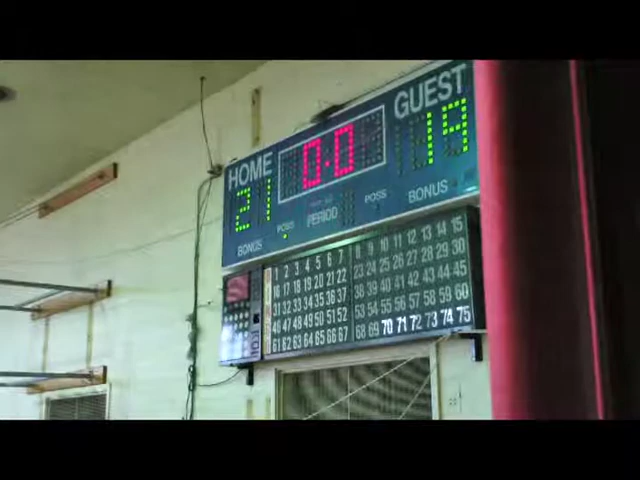 HOME GUEST
21 0.0 19
POSS PERIOD POSS
BONUS BONUS
1 2 3 4 5 6 7 8 9 10 11 12 13 14 15
16 17 18 19 20 21 22 23 24 25 26 27 28 29 30
31 32 33 34 35 36 37 38 39 40 41 42 43 44 45
46 47 48 49 50 51 52 53 54 55 56 57 58 59 60
61 62 63 64 65 66 67 68 69 70 71 72 73 74 75